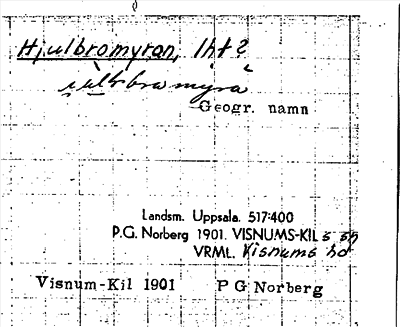 Hjulbromyran, lht?
Geogr. namn
Landsm. Uppsala. 517:400
P.G. Norberg 1901. VISNUMS-KIL s sn
VRML. Visnums hd
Visnum-Kil 1901 P G Norberg